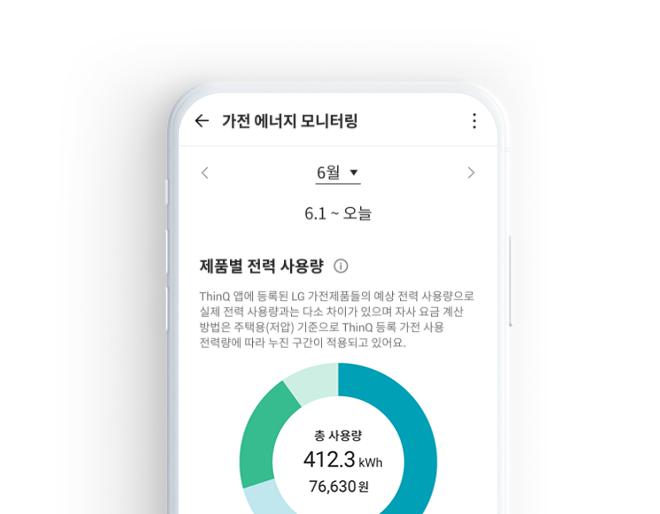 가전 에너지 모니터링
6월 ▼
6.1 ~ 오늘
제품별 전력 사용량
ThinQ 앱에 등록된 LG 가전제품들의 예상 전력 사용량으로
실제 전력 사용량과는 다소 차이가 있으며 자사 요금 계산
방법은 주택용(저압) 기준으로 ThinQ 등록 가전 사용
전력량에 따라 누진 구간이 적용되고 있어요.
총 사용량
412.3 kWh
76,630원